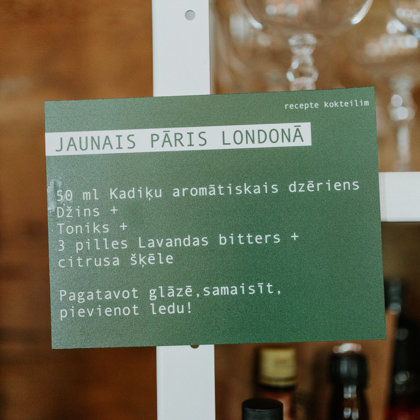 recepte kokteilim
JAUNAIS PĀRIS LONDONĀ
50 ml Kadiķu aromātiskais dzēriens
Džins +
Toniks +
3 pilles Lavandas bitters +
citrusa šķēle
Pagatavot glāzē,samaisīt,
pievienot ledu!